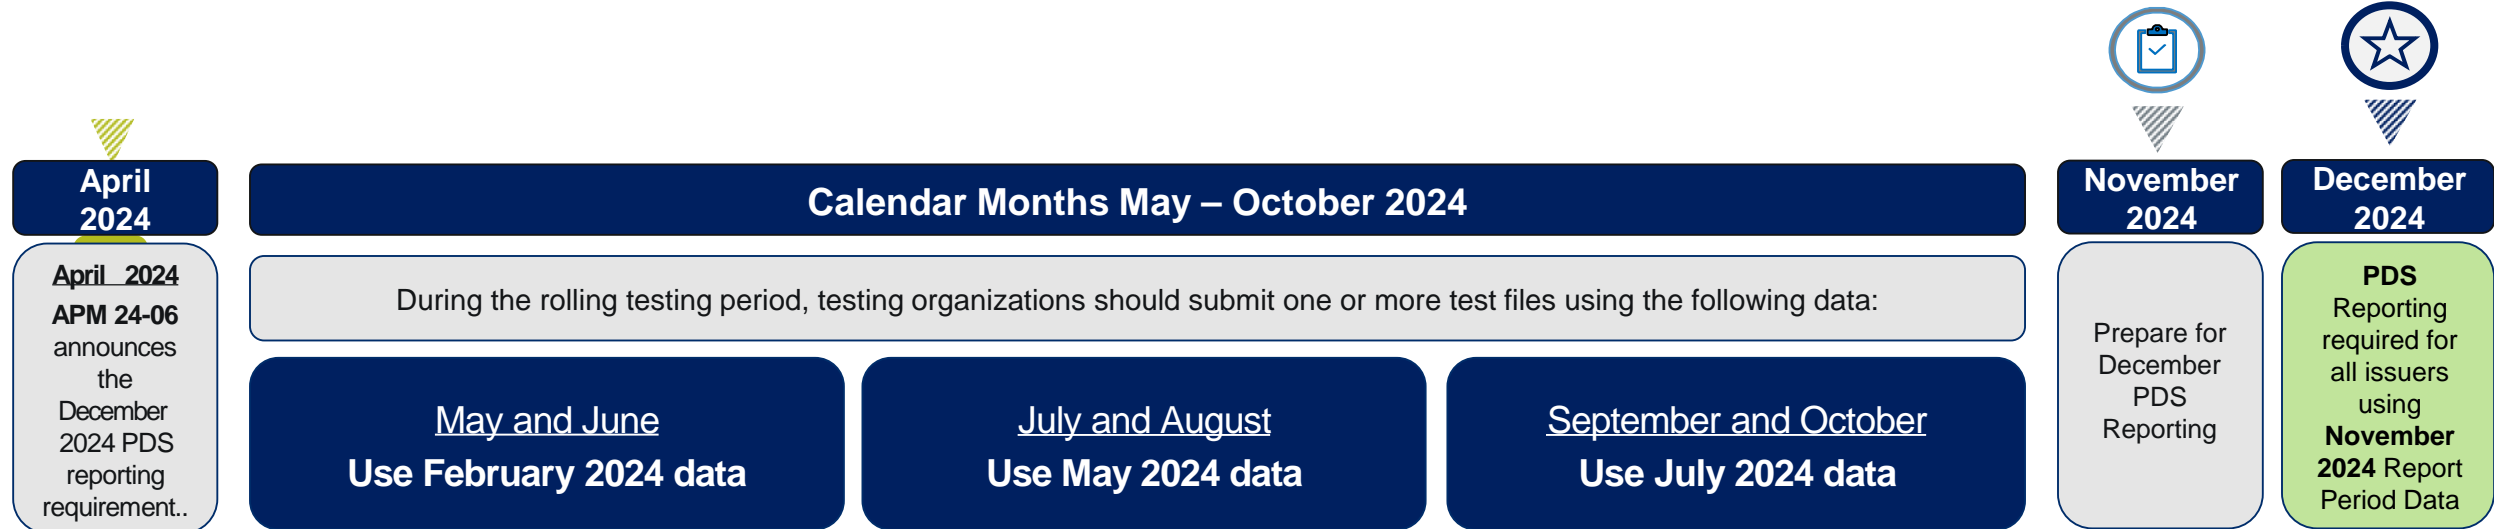 April
2024
April 2024
APM 24-06
announces
the
December
2024 PDS
reporting
requirement..
Calendar Months May – October 2024
During the rolling testing period, testing organizations should submit one or more test files using the following data:
May and June
Use February 2024 data
July and August
Use May 2024 data
September and October
Use July 2024 data
November
2024
Prepare for
December
PDS
Reporting
December
2024
PDS
Reporting
required for
all issuers
using
November
2024 Report
Period Data